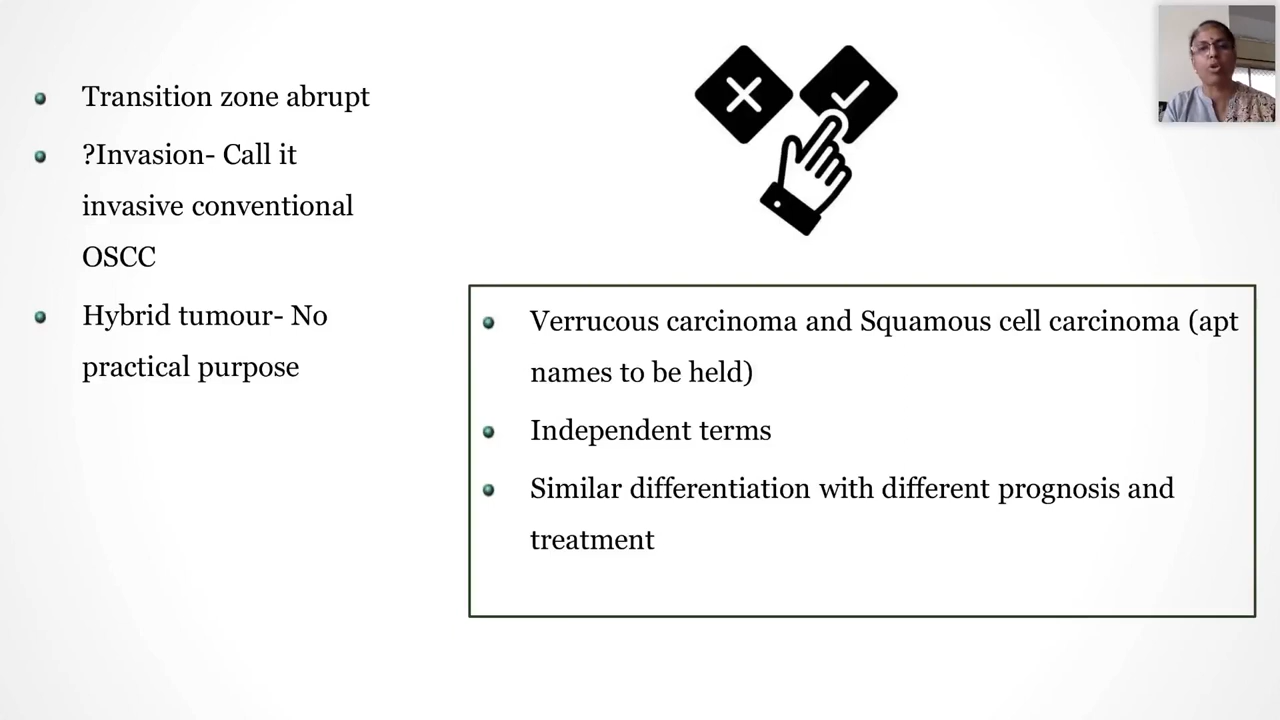 Transition zone abrupt
?Invasion- Call it
invasive conventional
OSCC
Hybrid tumour- No
practical purpose
Verrucous carcinoma and Squamous cell carcinoma (apt
names to be held)
Independent terms
Similar differentiation with different prognosis and
treatment